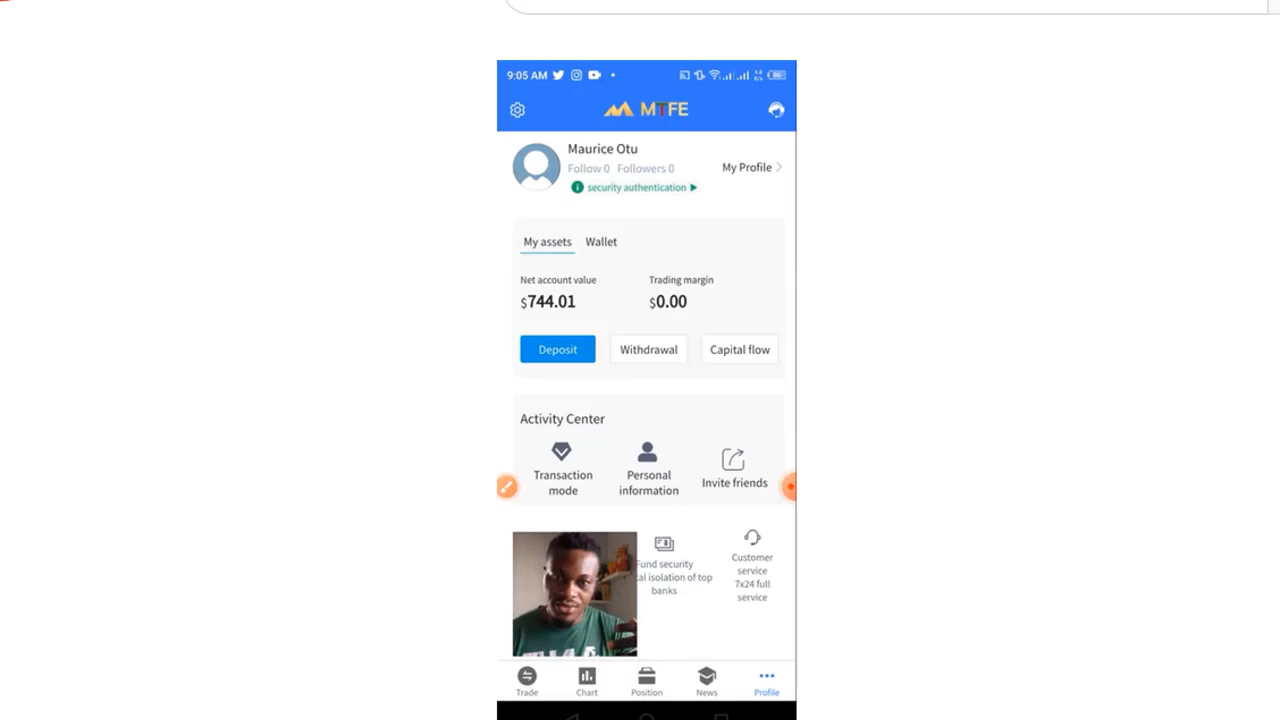 9:05 AM
MTFE
Maurice Otu
Follow 0 Followers 0
My Profile
security authentication
My assets Wallet
Net account value Trading margin
$744.01 $0.00
Deposit Withdrawal Capital flow
Activity Center
Transaction
mode
Personal
information
Invite friends
Fund security
al isolation of top
banks
Customer
service
7x24 full
service
Trade Chart Position News Profile